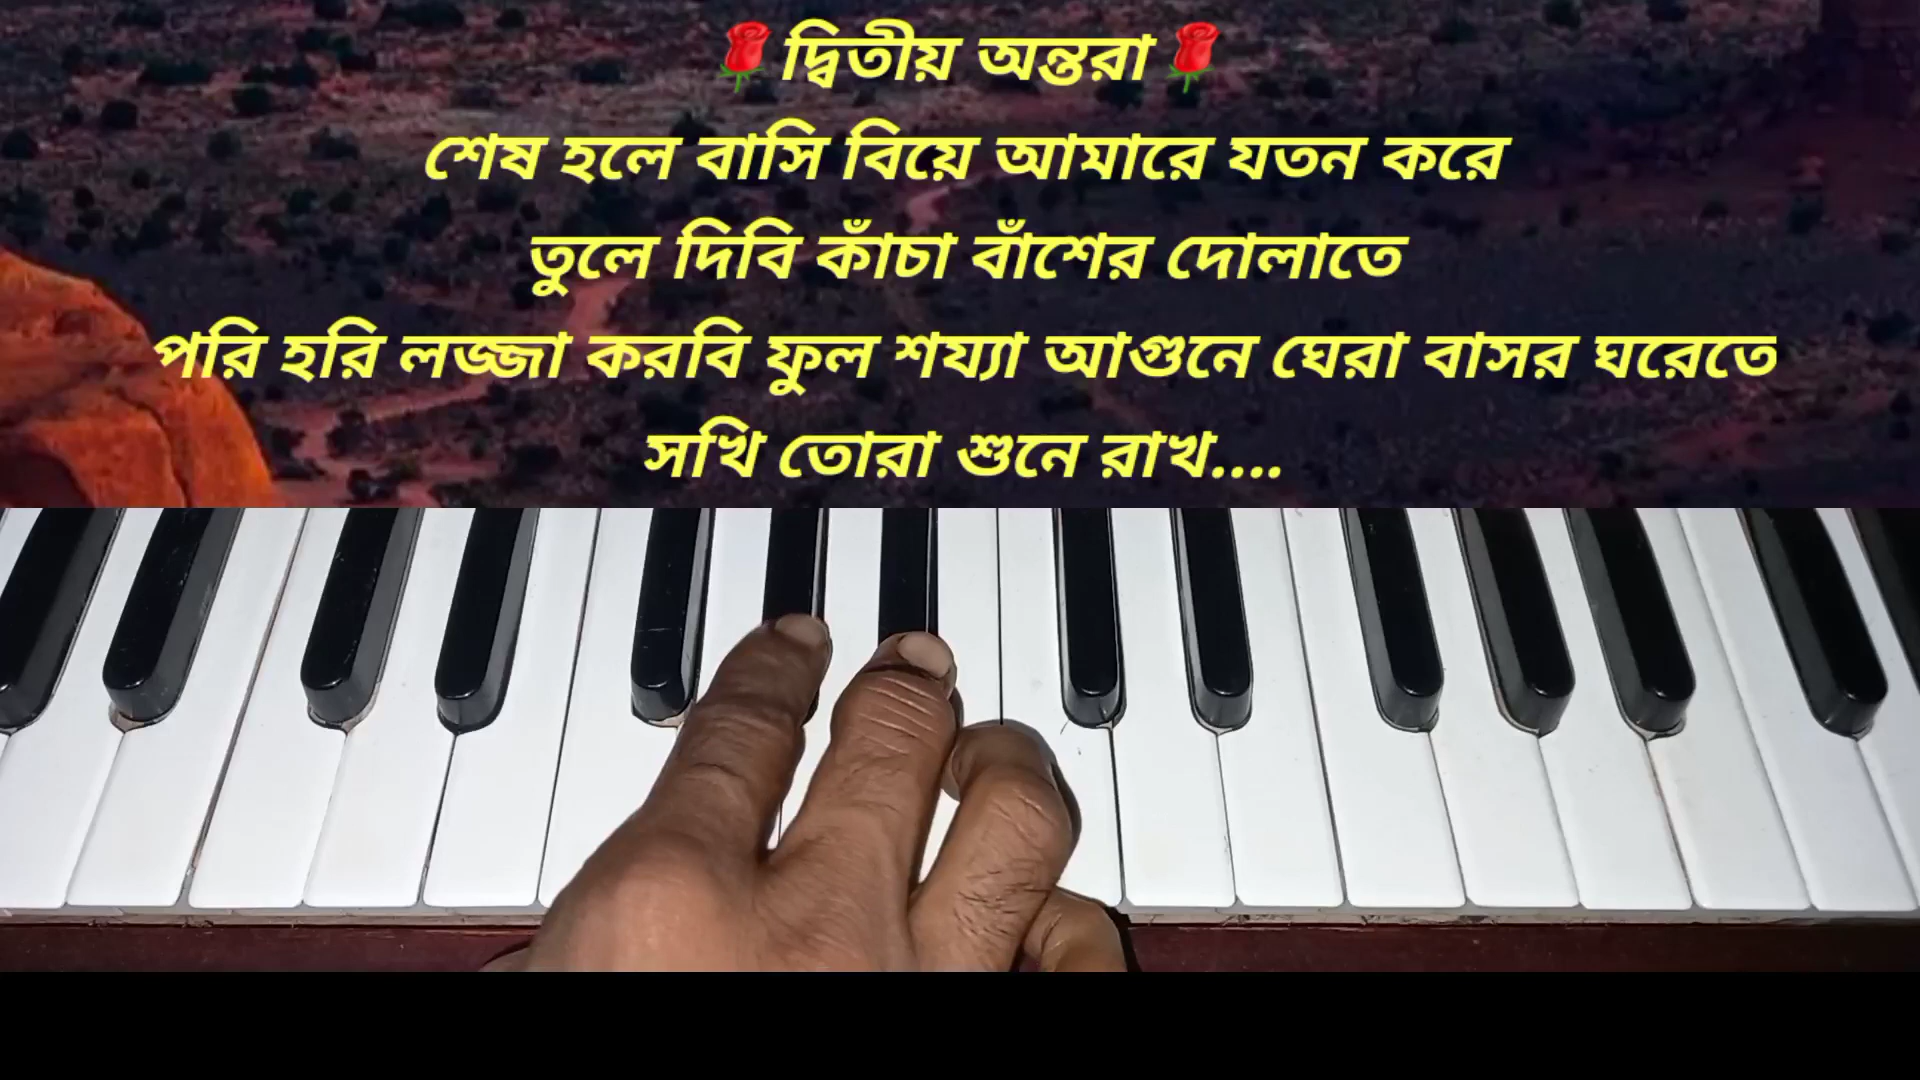 🌹দ্বিতীয় অন্তরা🌹
শেষ হলে বাসি বিয়ে আমারে যতন করে
তুলে দিবি কাঁচা বাঁশের দোলাতে
পরি হরি লজ্জা করবি ফুল শয্যা আগুনে ঘেরা বাসর ঘরেতে
সখি তোরা শুনে রাখ....